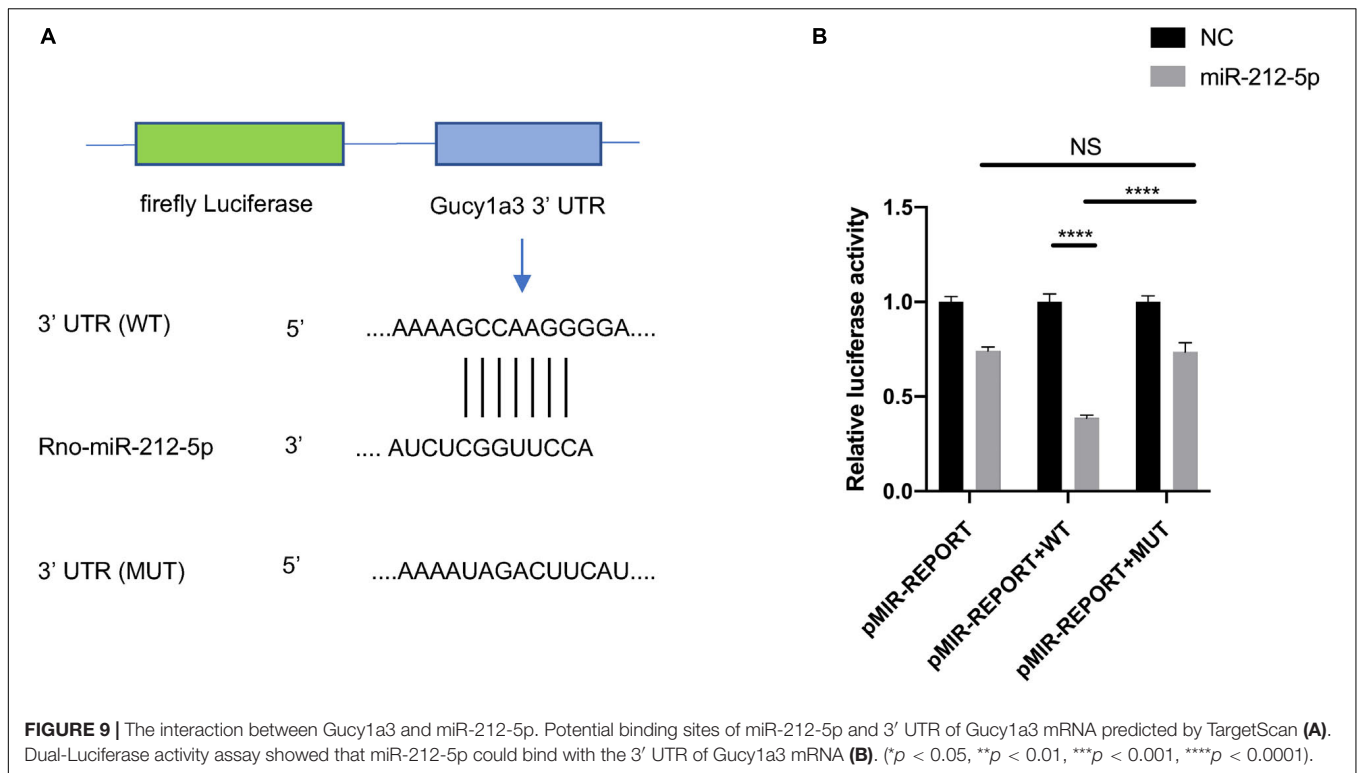 A
firefly Luciferase
Gucy1a3 3’ UTR
3’ UTR (WT) 5’ ....AAAAGCCAAGGGGA....
Rno-miR-212-5p 3’ .... AUCUCGGUUCCA
3’ UTR (MUT) 5’ ....AAAAUAGACUUCAU....
B
NC
miR-212-5p
NS
****
****
Relative luciferase activity
1.5
1.0
0.5
0.0
pMIR-REPORT
pMIR-REPORT+WT
pMIR-REPORT+MUT
FIGURE 9 | The interaction between Gucy1a3 and miR-212-5p. Potential binding sites of miR-212-5p and 3′ UTR of Gucy1a3 mRNA predicted by TargetScan (A).
Dual-Luciferase activity assay showed that miR-212-5p could bind with the 3′ UTR of Gucy1a3 mRNA (B). (*p < 0.05, **p < 0.01, ***p < 0.001, ****p < 0.0001).